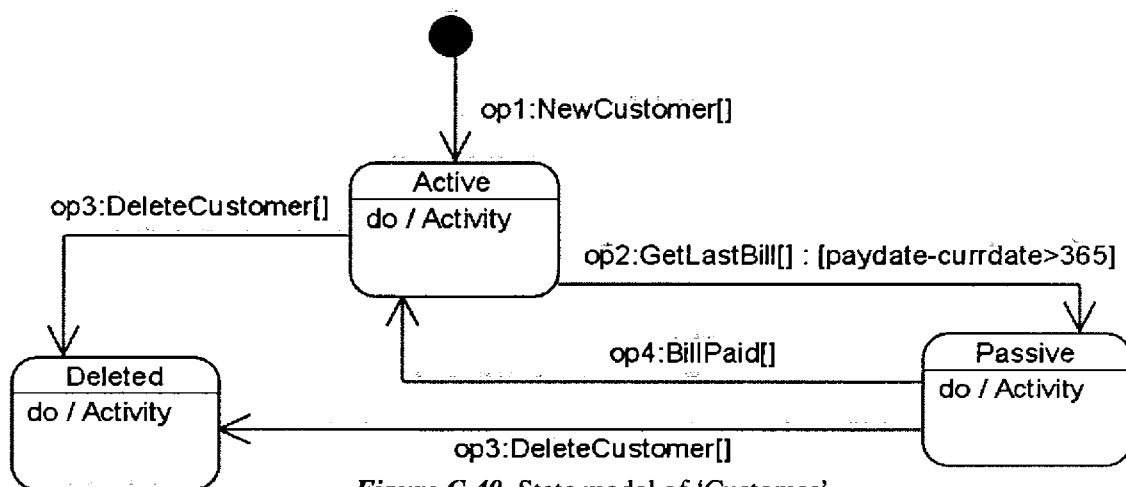 op1:NewCustomer[]
Active
do / Activity
op3:DeleteCustomer[]
op2:GetLastBill[] : [paydate-currdate>365]
op4:BillPaid[]
Passive
do / Activity
Deleted
do / Activity
op3:DeleteCustomer[]
Figure C.40. State model of 'Customer'